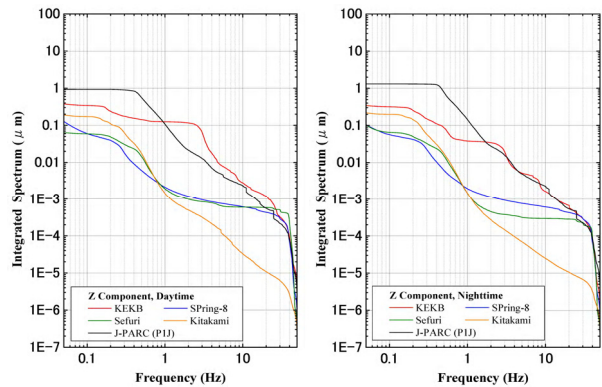 100
10
1
0.1
0.01
1E-3
1E-4
1E-5
1E-6
1E-7
Integrated Spectrum (μm)
Z Component, Daytime
KEKB SPring-8
Sefuri Kitakami
J-PARC (P1J)
0.1 1 10
Frequency (Hz)
100
10
1
0.1
0.01
1E-3
1E-4
1E-5
1E-6
1E-7
Integrated Spectrum (μm)
Z Component, Nighttime
KEKB SPring-8
Sefuri Kitakami
J-PARC (P1J)
0.1 1 10
Frequency (Hz)